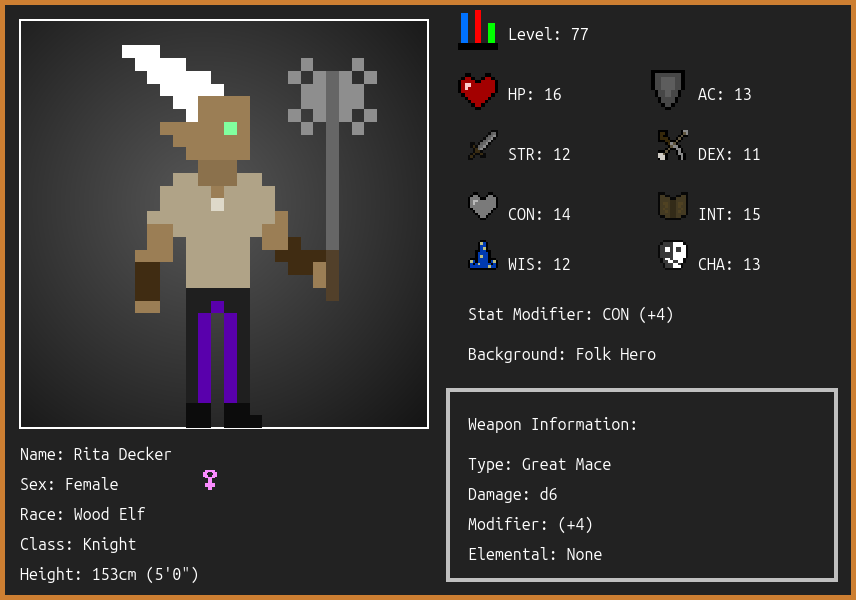 Level: 77
HP: 16
AC: 13
STR: 12
DEX: 11
CON: 14
INT: 15
WIS: 12
CHA: 13
Stat Modifier: CON (+4)
Background: Folk Hero
Weapon Information:
Type: Great Mace
Damage: d6
Modifier: (+4)
Elemental: None
Name: Rita Decker
Sex: Female
Race: Wood Elf
Class: Knight
Height: 153cm (5'0")